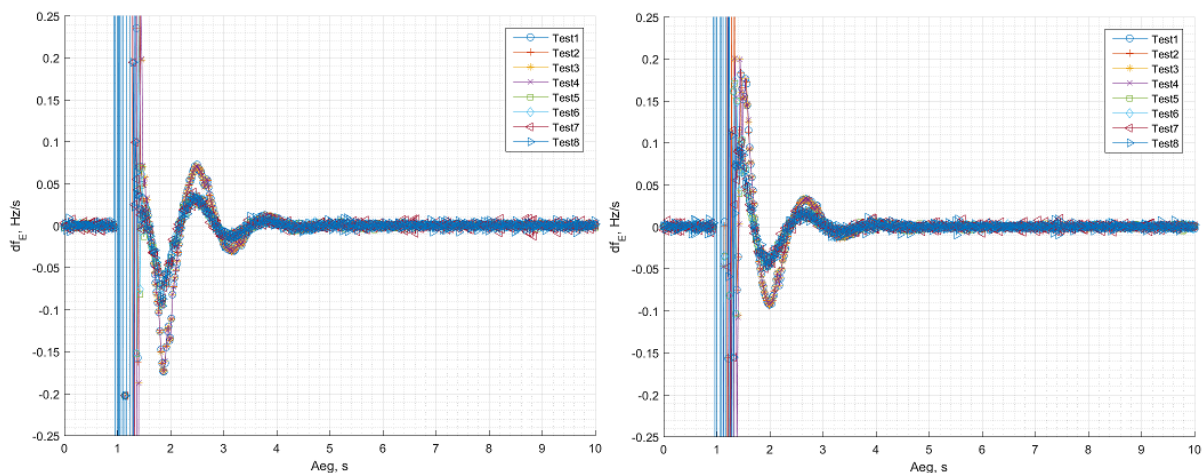 0.25
0.2
0.15
0.1
0.05
0
-0.05
-0.1
-0.15
-0.2
-0.25
df_E, Hz/s
0 1 2 3 4 5 6 7 8 9 10
Aeg, s
Test1
Test2
Test3
Test4
Test5
Test6
Test7
Test8
0.25
0.2
0.15
0.1
0.05
0
-0.05
-0.1
-0.15
-0.2
-0.25
df_E, Hz/s
0 1 2 3 4 5 6 7 8 9 10
Aeg, s
Test1
Test2
Test3
Test4
Test5
Test6
Test7
Test8